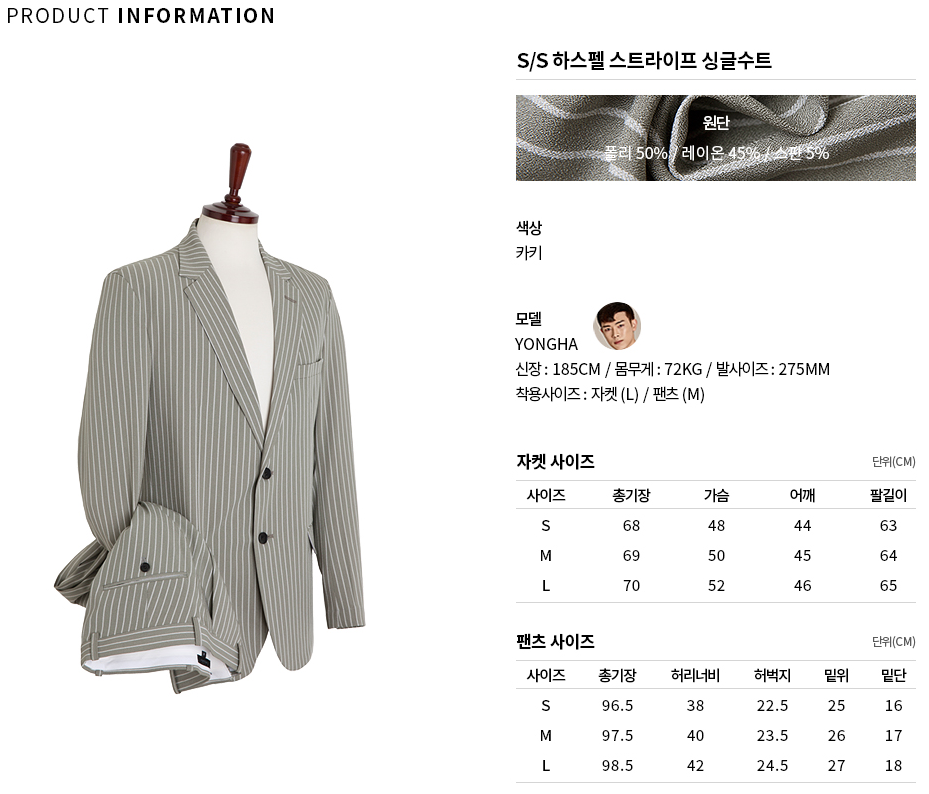 PRODUCT INFORMATION
S/S 하스펠 스트라이프 싱글수트
원단
폴리 50% / 레이온 45% / 스판 5%
색상
카키
모델
YONGHA
신장 : 185CM / 몸무게 : 72KG / 발사이즈 : 275MM
착용사이즈 : 자켓 (L) / 팬츠 (M)
자켓 사이즈 단위(CM)
사이즈 총기장 가슴 어깨 팔길이
S 68 48 44 63
M 69 50 45 64
L 70 52 46 65
팬츠 사이즈 단위(CM)
사이즈 총기장 허리너비 허벅지 밑위 밑단
S 96.5 38 22.5 25 16
M 97.5 40 23.5 26 17
L 98.5 42 24.5 27 18